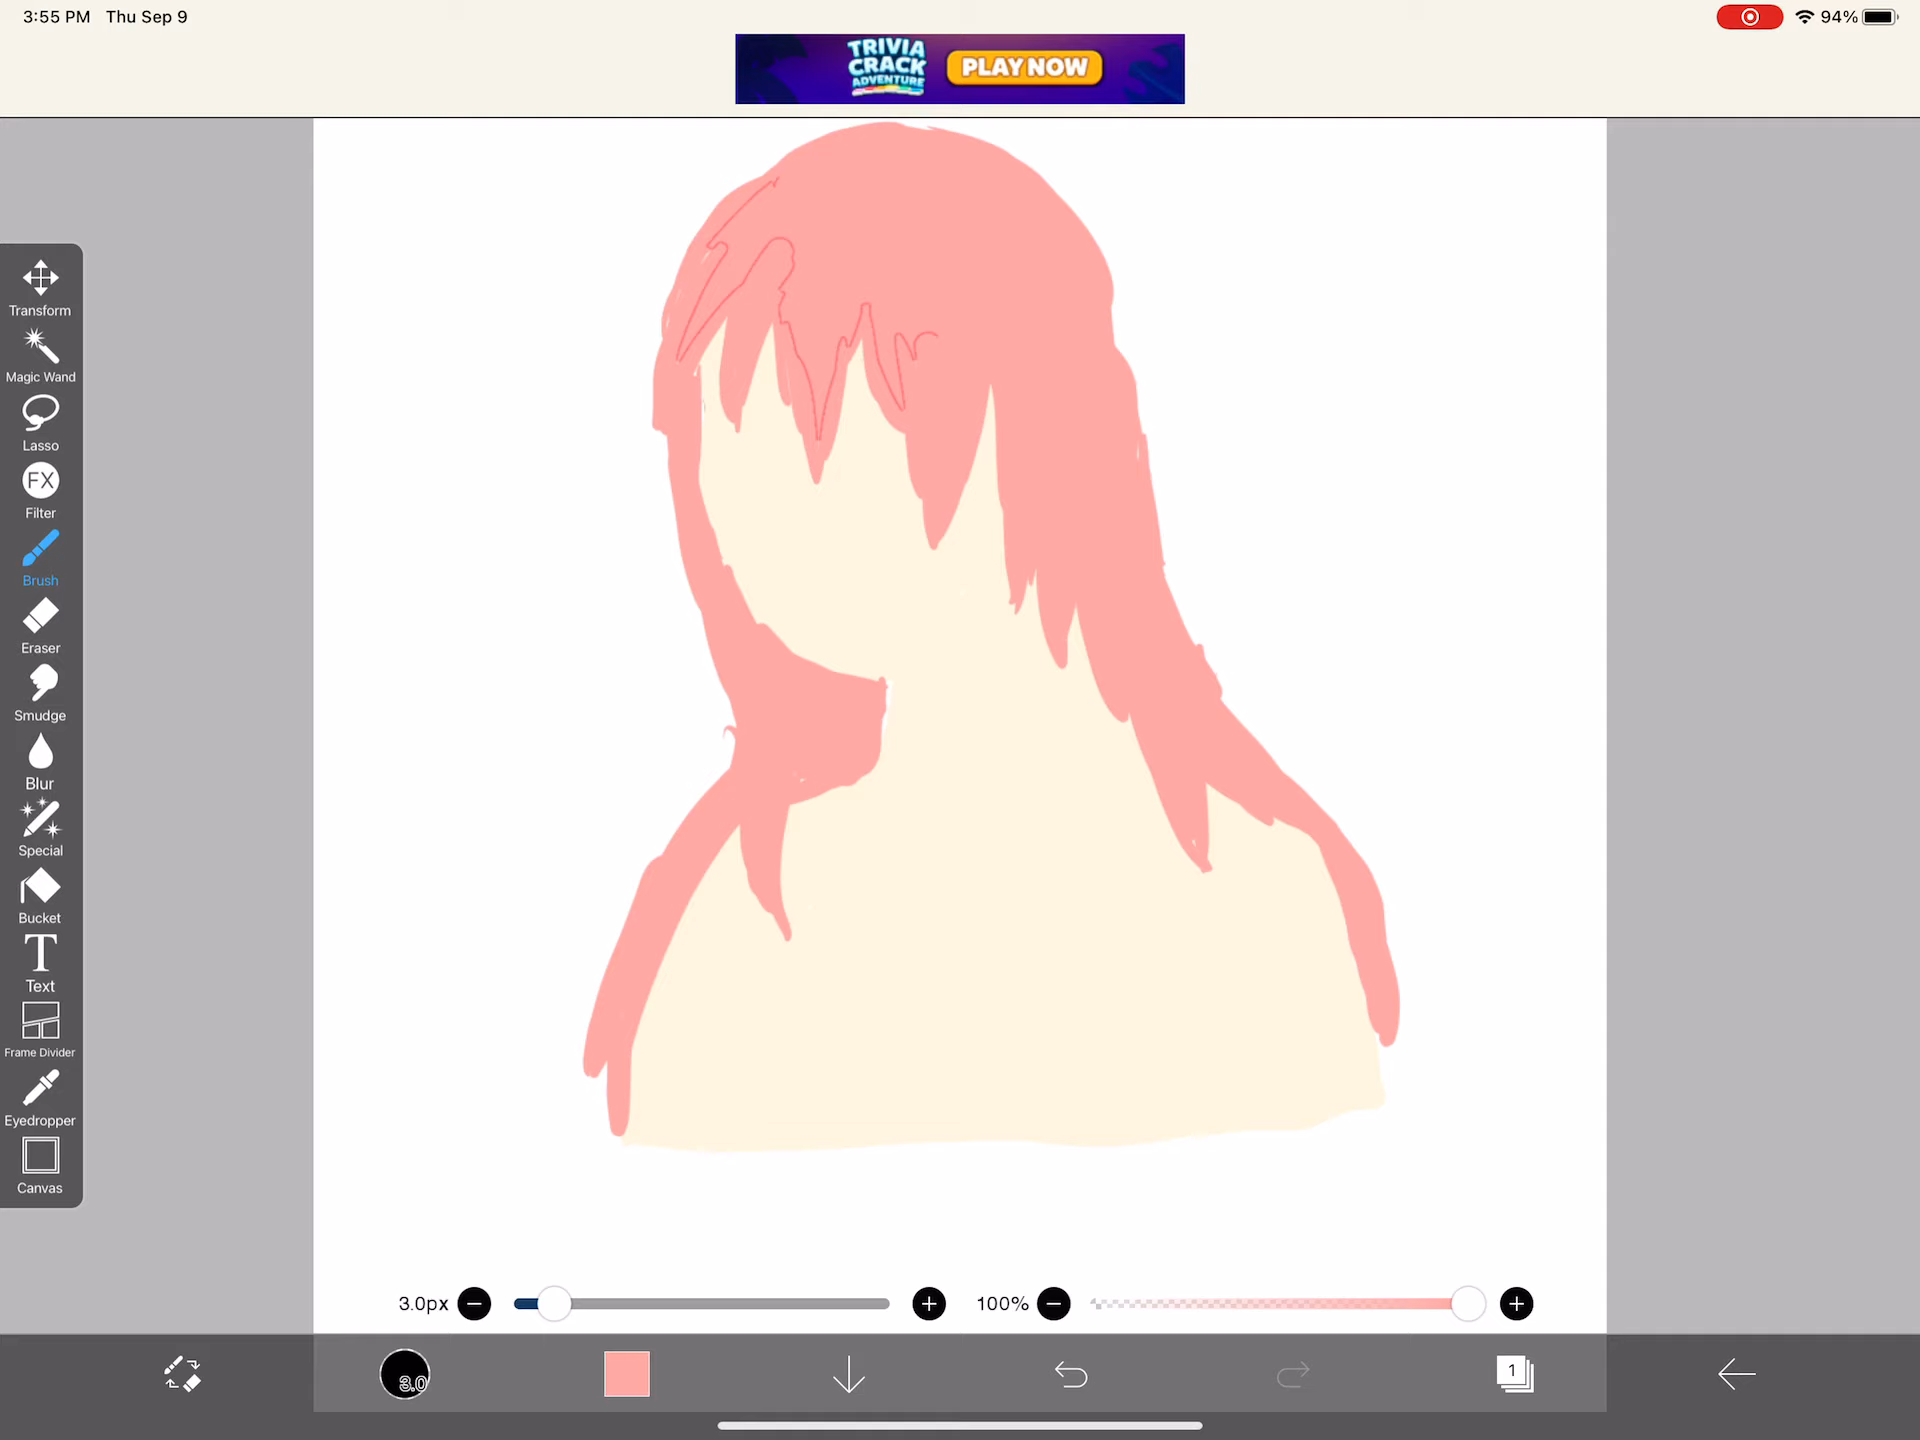 3:55 PM Thu Sep 9
94%
TRIVIA
CRACK
ADVENTURE
PLAY NOW
Transform
Magic Wand
Lasso
FX
Filter
Brush
Eraser
Smudge
Blur
Special
Bucket
T
Text
Frame Divider
Eyedropper
Canvas
3.0px
100%
3.0
1